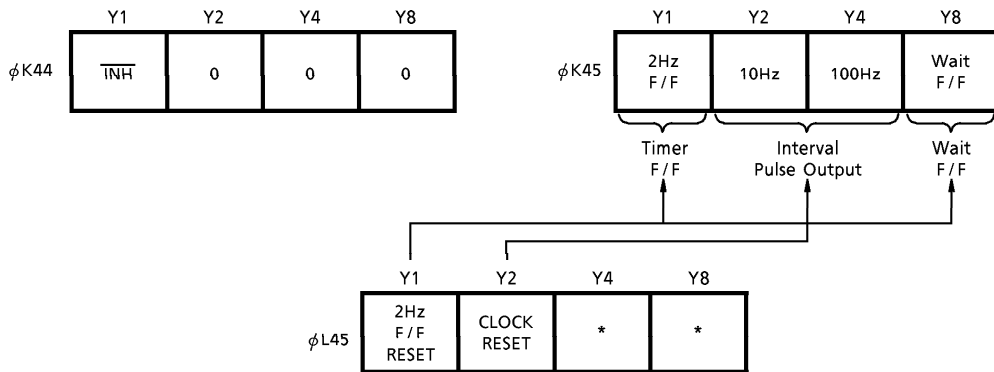 Y1 Y2 Y4 Y8
φK44 I̅N̅H̅ 0 0 0
Y1 Y2 Y4 Y8
φK45 2Hz F/F 10Hz 100Hz Wait F/F
Timer F/F
Interval Pulse Output
Wait F/F
Y1 Y2 Y4 Y8
φL45 2Hz F/F RESET CLOCK RESET * *